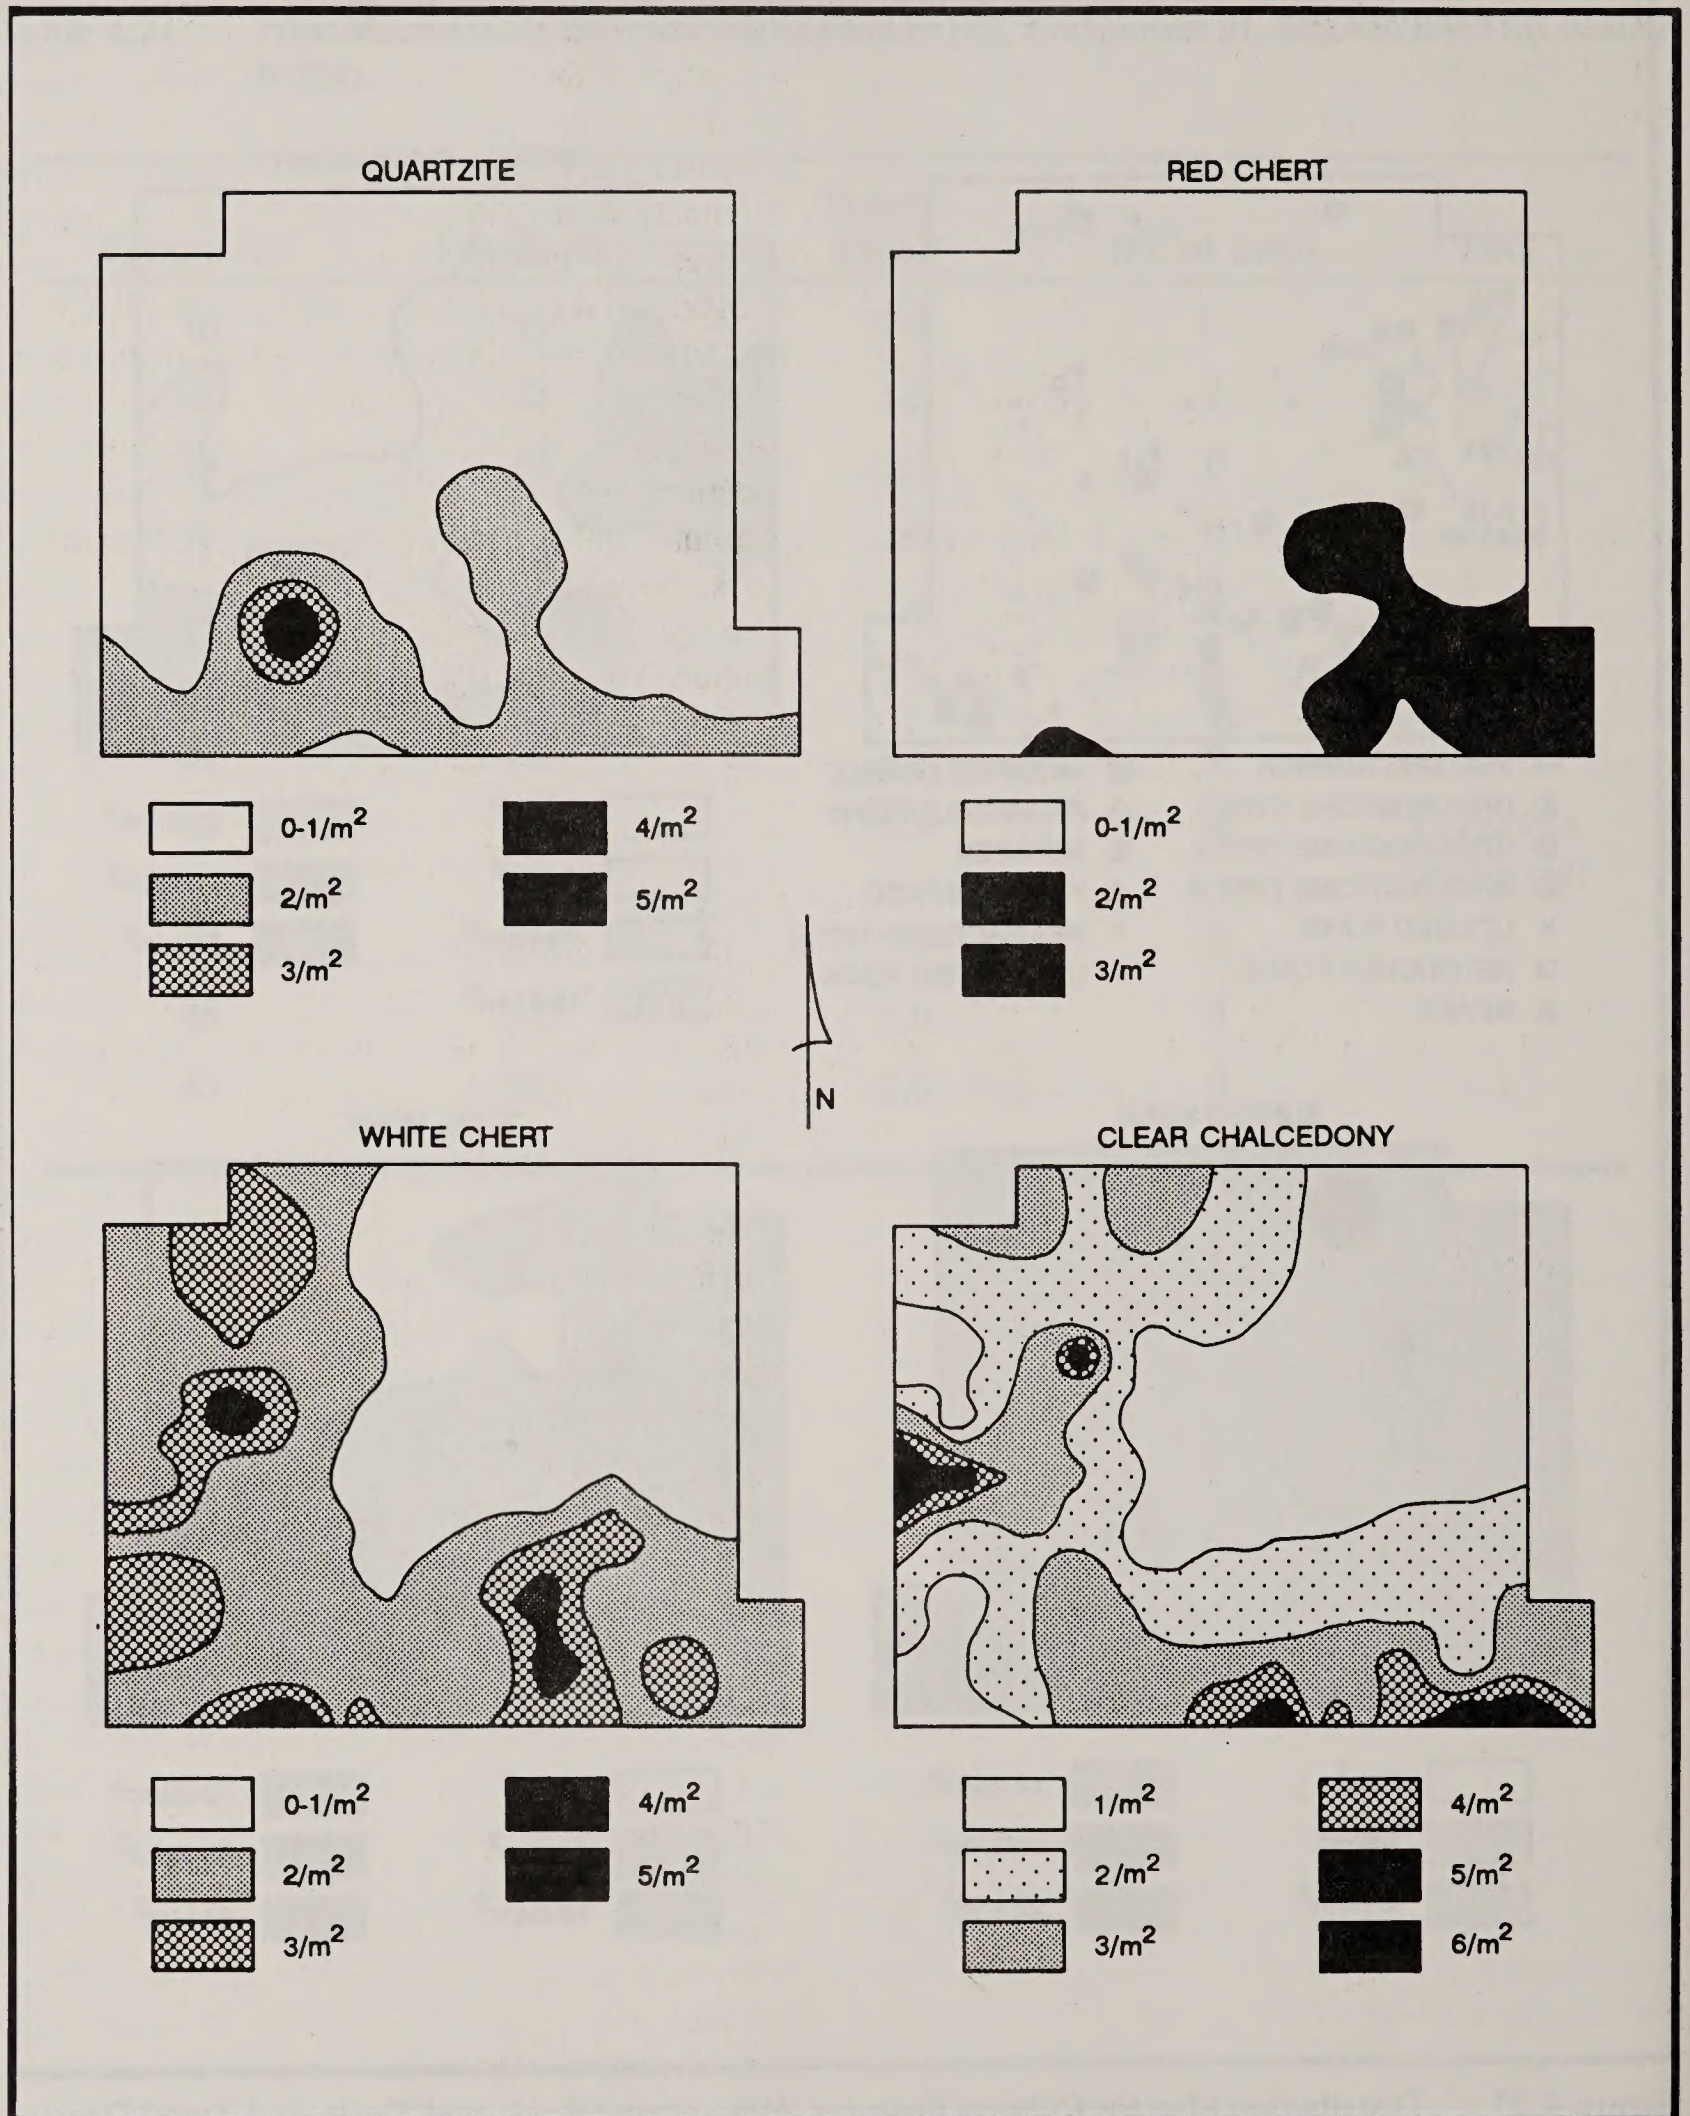 QUARTZITE
0-1/m²
2/m²
3/m²
4/m²
5/m²
RED CHERT
0-1/m²
2/m²
3/m²
N
WHITE CHERT
0-1/m²
2/m²
3/m²
4/m²
5/m²
CLEAR CHALCEDONY
1/m²
2/m²
3/m²
4/m²
5/m²
6/m²